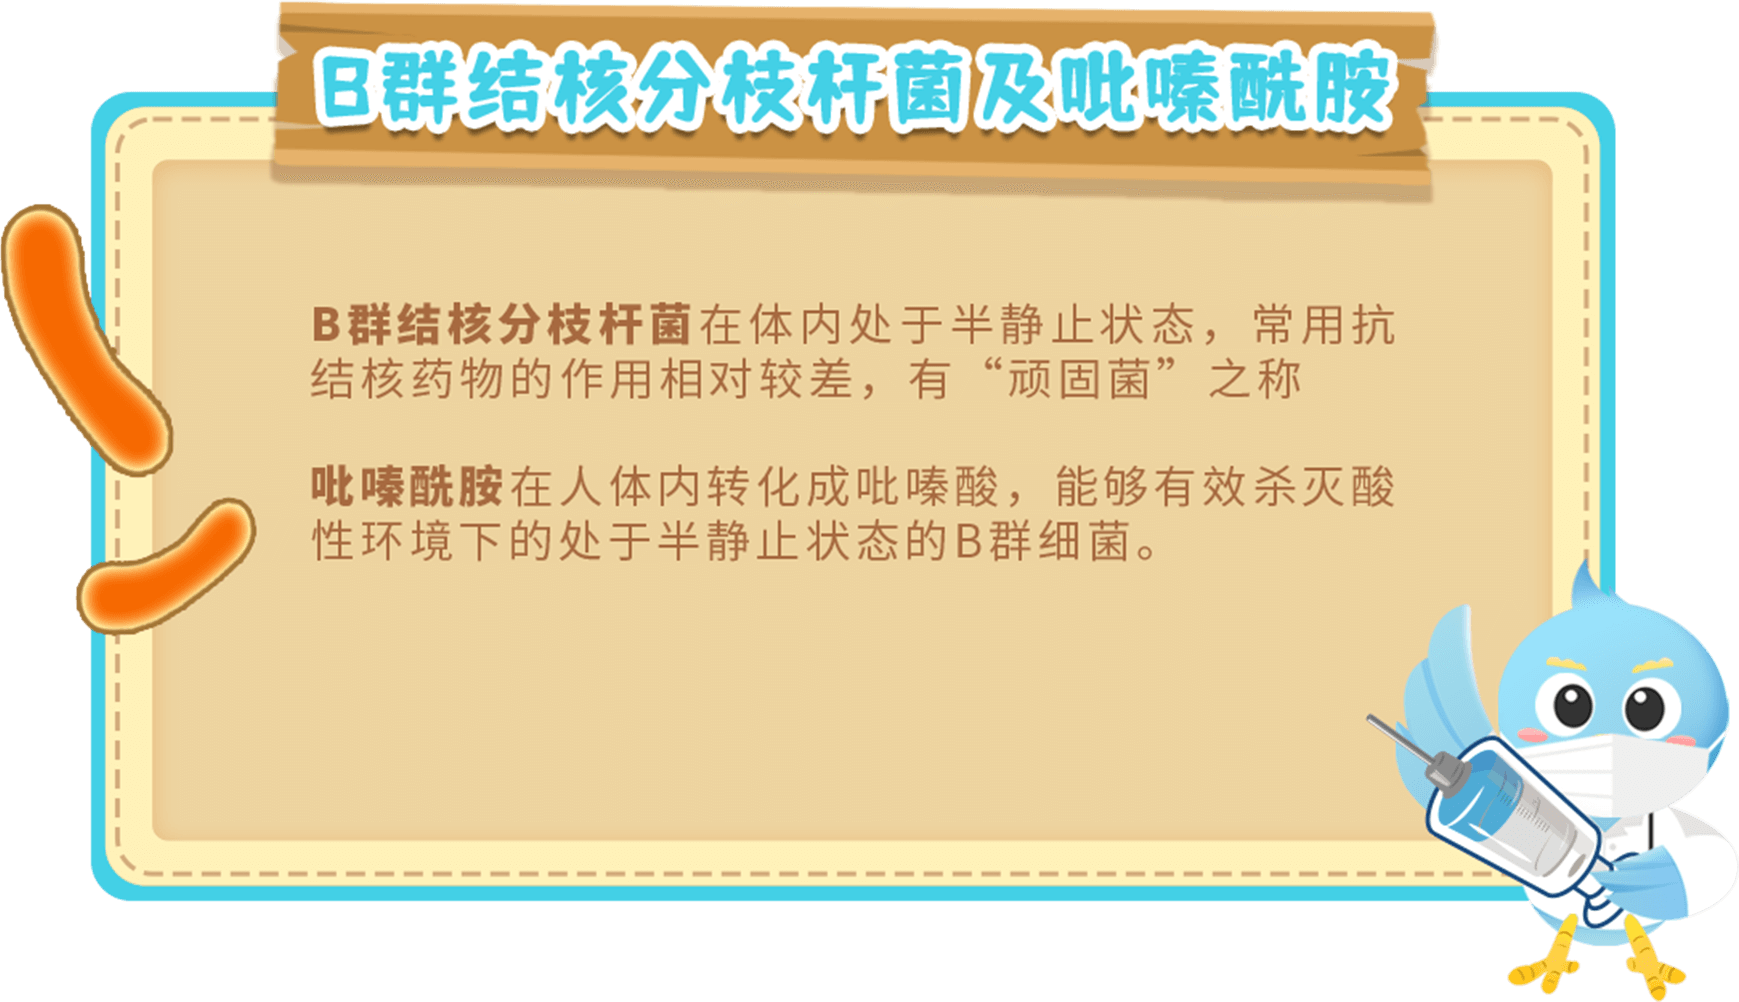 B群结核分枝杆菌及吡嗪酰胺
B群结核分枝杆菌在体内处于半静止状态，常用抗
结核药物的作用相对较差，有“顽固菌”之称
吡嗪酰胺在人体内转化成吡嗪酸，能够有效杀灭酸
性环境下的处于半静止状态的B群细菌。